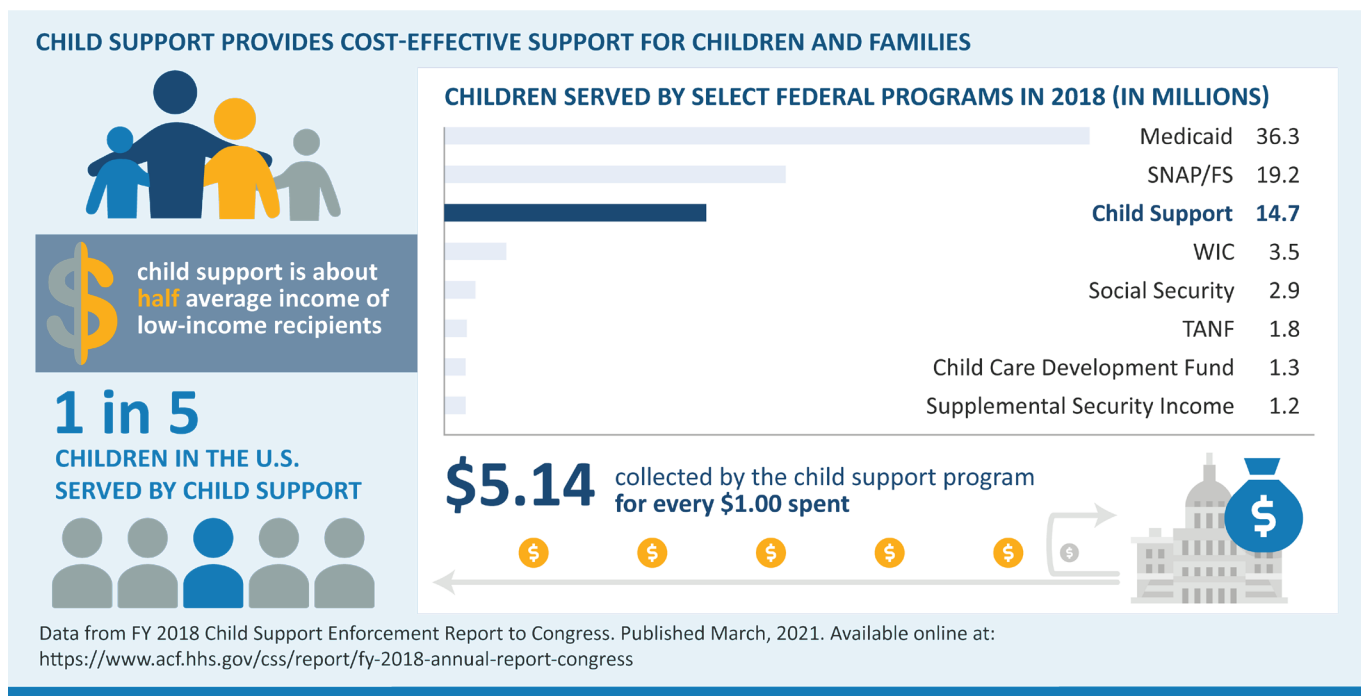 CHILD SUPPORT PROVIDES COST-EFFECTIVE SUPPORT FOR CHILDREN AND FAMILIES
$
child support is about
half average income of
low-income recipients
1 in 5
CHILDREN IN THE U.S.
SERVED BY CHILD SUPPORT
CHILDREN SERVED BY SELECT FEDERAL PROGRAMS IN 2018 (IN MILLIONS)
Medicaid 36.3
SNAP/FS 19.2
Child Support 14.7
WIC 3.5
Social Security 2.9
TANF 1.8
Child Care Development Fund 1.3
Supplemental Security Income 1.2
$5.14 collected by the child support program
for every $1.00 spent
$ $ $ $ $ $ $
Data from FY 2018 Child Support Enforcement Report to Congress. Published March, 2021. Available online at:
https://www.acf.hhs.gov/css/report/fy-2018-annual-report-congress